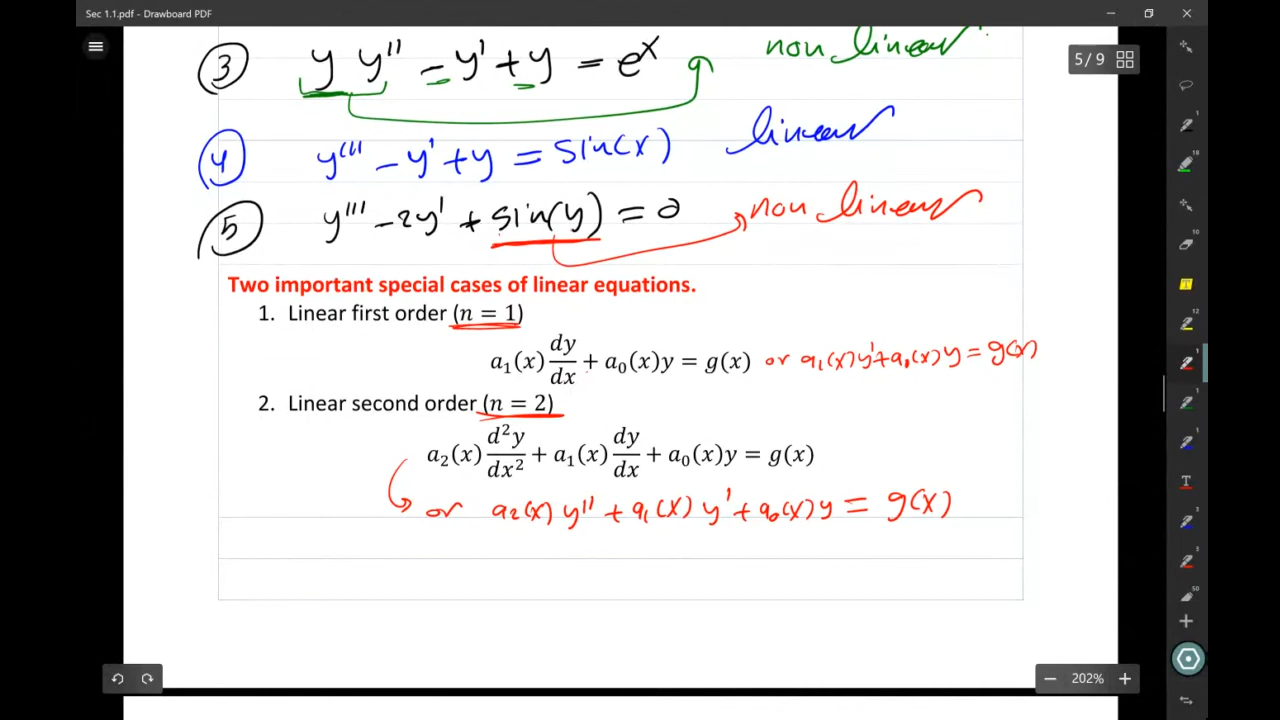 Sec 1.1.pdf - Drawboard PDF
5 / 9
③ y y'' - y' + y = e^x non linear
④ y''' - y' + y = sin(x) linear
⑤ y''' - 2y' + sin(y) = 0 non linear
Two important special cases of linear equations.
1. Linear first order (n = 1)
a₁(x) dy/dx + a₀(x)y = g(x) or a₁(x)y' + a₀(x)y = g(x)
2. Linear second order (n = 2)
a₂(x) d²y/dx² + a₁(x) dy/dx + a₀(x)y = g(x)
or a₂(x) y'' + a₁(x) y' + a₀(x) y = g(x)
202%